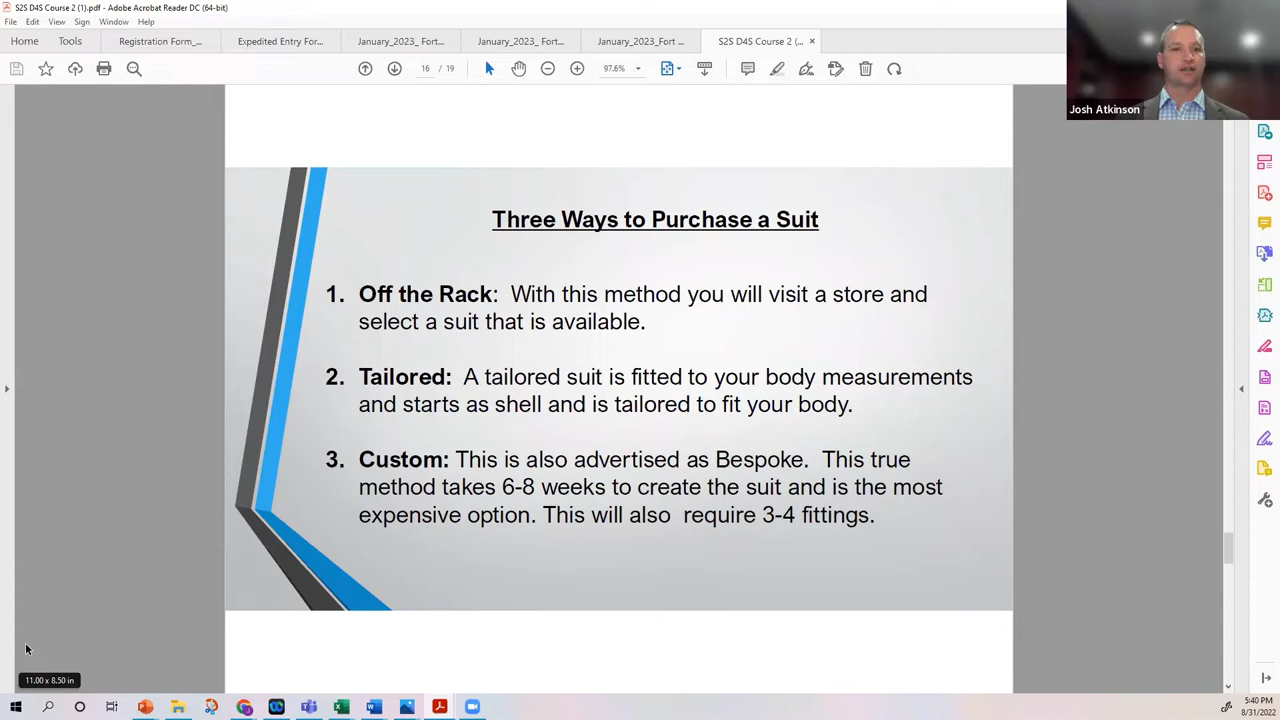 S2S D4S Course 2 (1).pdf - Adobe Acrobat Reader DC (64-bit)
File Edit View Sign Window Help
Home Tools Registration Form_... Expedited Entry For... January_2023_ Fort... January_2023_ Fort... January_2023_Fort ... S2S D4S Course 2 (... ×
16 / 19 97.6%
Josh Atkinson
Three Ways to Purchase a Suit
1. Off the Rack: With this method you will visit a store and
select a suit that is available.
2. Tailored: A tailored suit is fitted to your body measurements
and starts as shell and is tailored to fit your body.
3. Custom: This is also advertised as Bespoke. This true
method takes 6-8 weeks to create the suit and is the most
expensive option. This will also require 3-4 fittings.
11.00 x 8.50 in
5:40 PM
8/31/2022